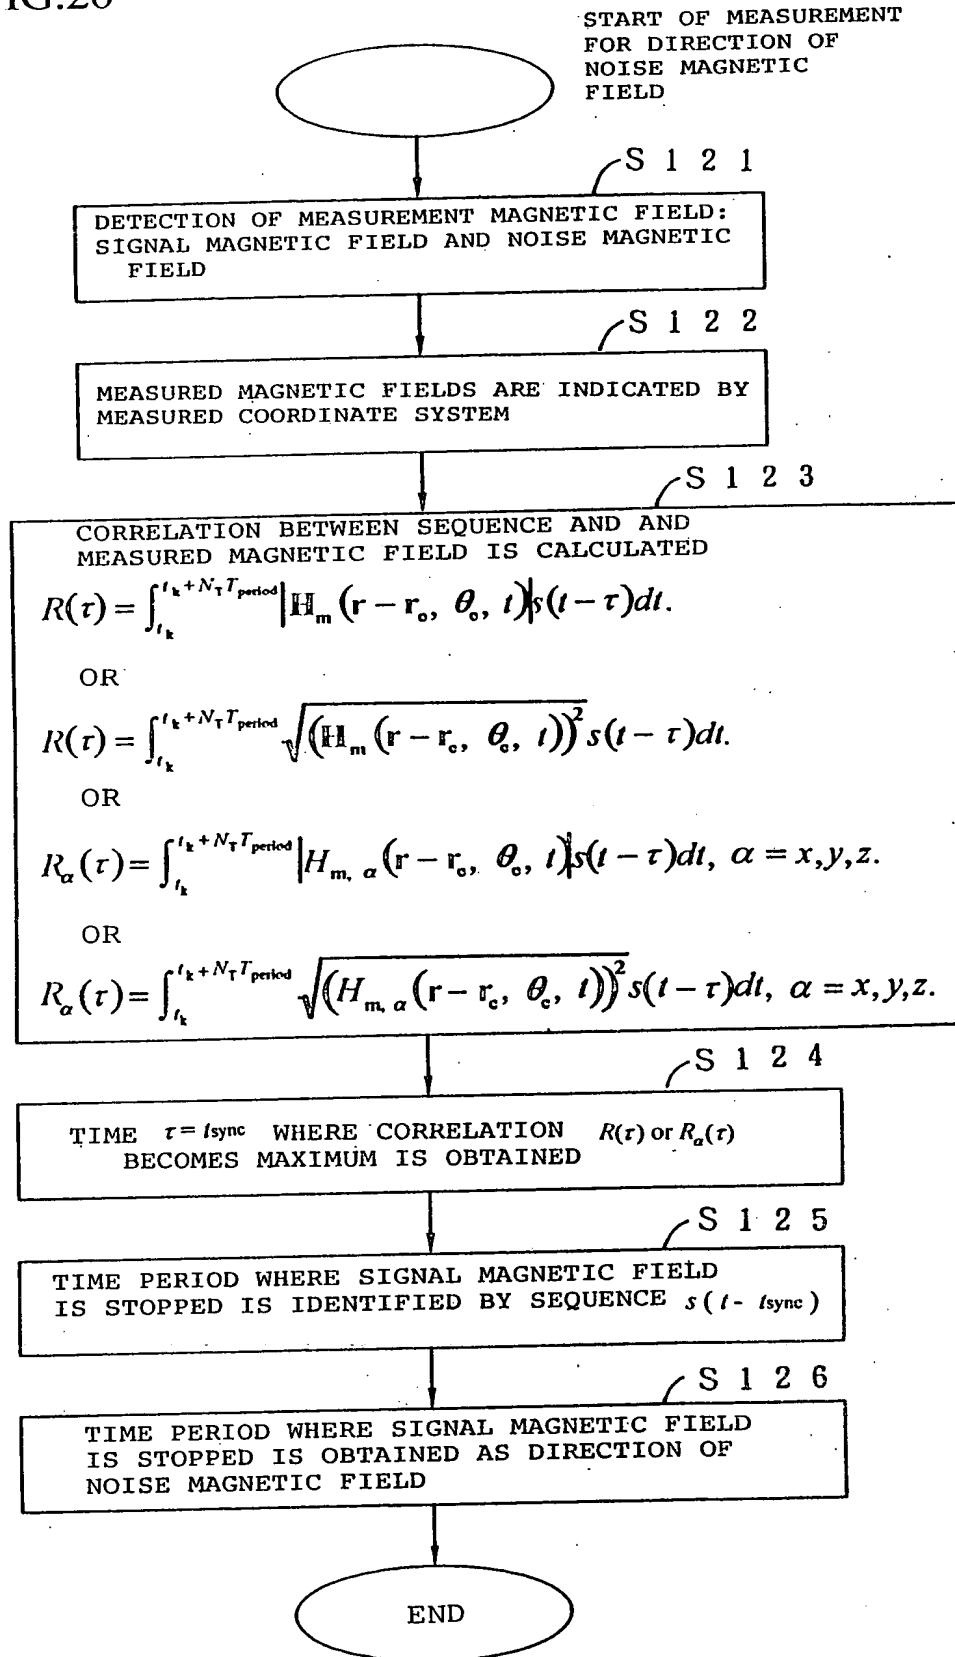 START OF MEASUREMENT
FOR DIRECTION OF
NOISE MAGNETIC
FIELD
S 1 2 1
DETECTION OF MEASUREMENT MAGNETIC FIELD:
SIGNAL MAGNETIC FIELD AND NOISE MAGNETIC
FIELD
S 1 2 2
MEASURED MAGNETIC FIELDS ARE INDICATED BY
MEASURED COORDINATE SYSTEM
S 1 2 3
CORRELATION BETWEEN SEQUENCE AND AND
MEASURED MAGNETIC FIELD IS CALCULATED
R(τ) = ∫_{t_k}^{t_k + N_T T_period} |H_m (r − r_c, θ_c, t)| s(t − τ)dt.
OR
R(τ) = ∫_{t_k}^{t_k + N_T T_period} √((H_m (r − r_c, θ_c, t))²) s(t − τ)dt.
OR
R_α(τ) = ∫_{t_k}^{t_k + N_T T_period} |H_{m, α} (r − r_c, θ_c, t)| s(t − τ)dt, α = x,y,z.
OR
R_α(τ) = ∫_{t_k}^{t_k + N_T T_period} √((H_{m, α} (r − r_c, θ_c, t))²) s(t − τ)dt, α = x,y,z.
S 1 2 4
TIME τ = tsync WHERE CORRELATION R(τ) or R_α(τ)
BECOMES MAXIMUM IS OBTAINED
S 1 2 5
TIME PERIOD WHERE SIGNAL MAGNETIC FIELD
IS STOPPED IS IDENTIFIED BY SEQUENCE s(t - tsync)
S 1 2 6
TIME PERIOD WHERE SIGNAL MAGNETIC FIELD
IS STOPPED IS OBTAINED AS DIRECTION OF
NOISE MAGNETIC FIELD
END